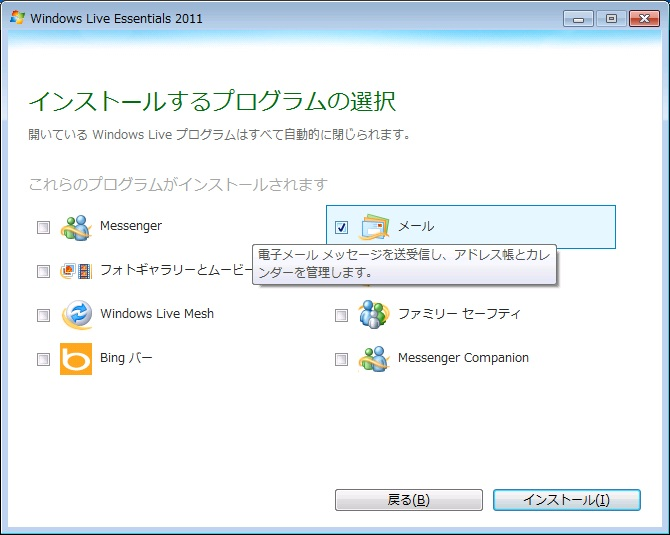 Windows Live Essentials 2011
インストールするプログラムの選択
開いている Windows Live プログラムはすべて自動的に閉じられます。
これらのプログラムがインストールされます
Messenger
メール
電子メール メッセージを送受信し、アドレス帳とカレ
ンダーを管理します。
フォトギャラリーとムービー
Windows Live Mesh
ファミリー セーフティ
Bing バー
Messenger Companion
戻る(B)
インストール(I)